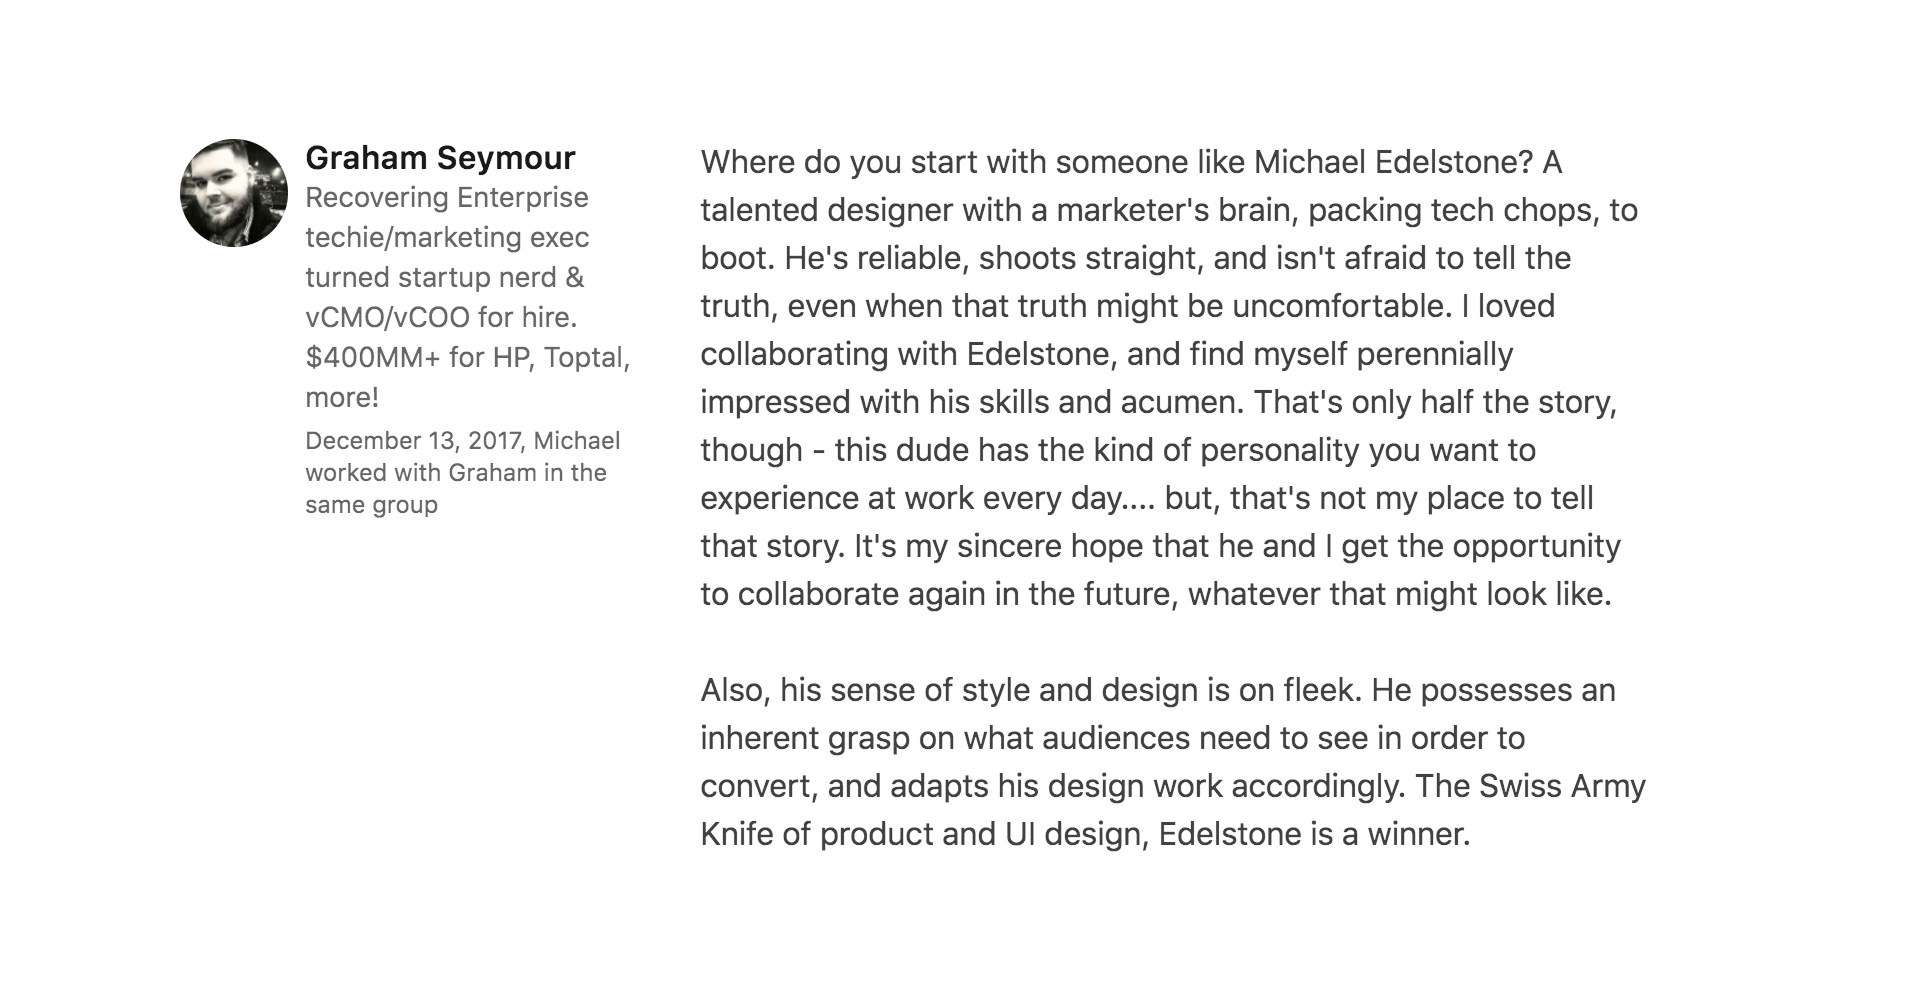 Graham Seymour
Recovering Enterprise
techie/marketing exec
turned startup nerd &
vCMO/vCOO for hire.
$400MM+ for HP, Toptal,
more!
December 13, 2017, Michael
worked with Graham in the
same group
Where do you start with someone like Michael Edelstone? A
talented designer with a marketer's brain, packing tech chops, to
boot. He's reliable, shoots straight, and isn't afraid to tell the
truth, even when that truth might be uncomfortable. I loved
collaborating with Edelstone, and find myself perennially
impressed with his skills and acumen. That's only half the story,
though - this dude has the kind of personality you want to
experience at work every day.... but, that's not my place to tell
that story. It's my sincere hope that he and I get the opportunity
to collaborate again in the future, whatever that might look like.
Also, his sense of style and design is on fleek. He possesses an
inherent grasp on what audiences need to see in order to
convert, and adapts his design work accordingly. The Swiss Army
Knife of product and UI design, Edelstone is a winner.